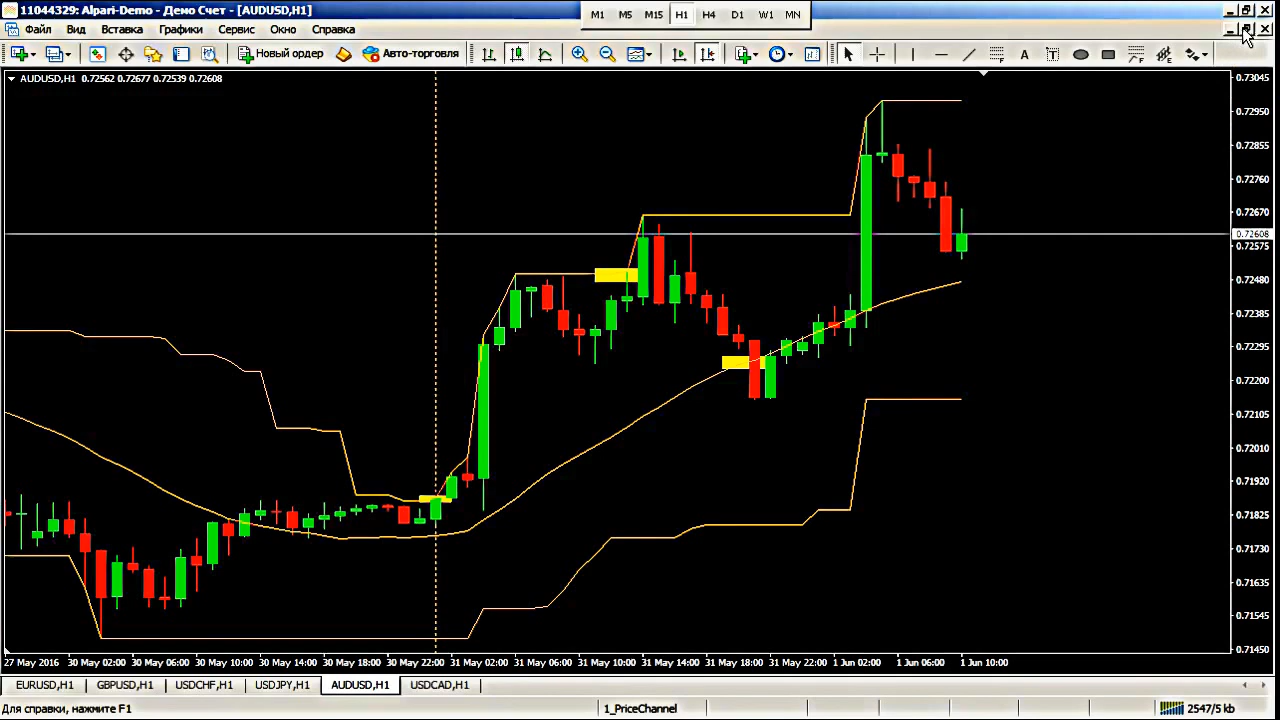 11044329: Alpari-Demo - Демо Счет - [AUDUSD,H1]
M1 M5 M15 H1 H4 D1 W1 MN
Файл Вид Вставка Графики Сервис Окно Справка
Новый ордер Авто-торговля
AUDUSD,H1 0.72562 0.72677 0.72539 0.72608
0.73045
0.72950
0.72855
0.72760
0.72670
0.72608
0.72575
0.72480
0.72385
0.72295
0.72200
0.72105
0.72010
0.71920
0.71825
0.71730
0.71635
0.71545
0.71450
27 May 2016 30 May 02:00 30 May 06:00 30 May 10:00 30 May 14:00 30 May 18:00 30 May 22:00 31 May 02:00 31 May 06:00 31 May 10:00 31 May 14:00 31 May 18:00 31 May 22:00 1 Jun 02:00 1 Jun 06:00 1 Jun 10:00
EURUSD,H1 GBPUSD,H1 USDCHF,H1 USDJPY,H1 AUDUSD,H1 USDCAD,H1
Для справки, нажмите F1 1_PriceChannel 2547/5 kb